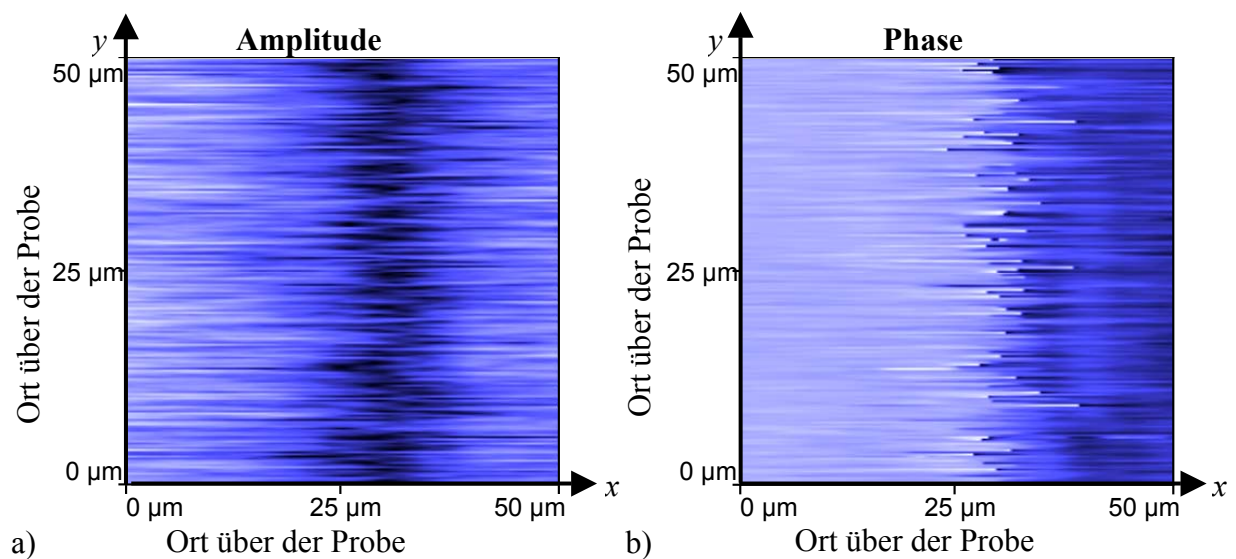 y
Amplitude
50 µm
25 µm
0 µm
Ort über der Probe
0 µm
25 µm
50 µm
x
Ort über der Probe
a)
y
Phase
50 µm
25 µm
0 µm
Ort über der Probe
0 µm
25 µm
50 µm
x
Ort über der Probe
b)